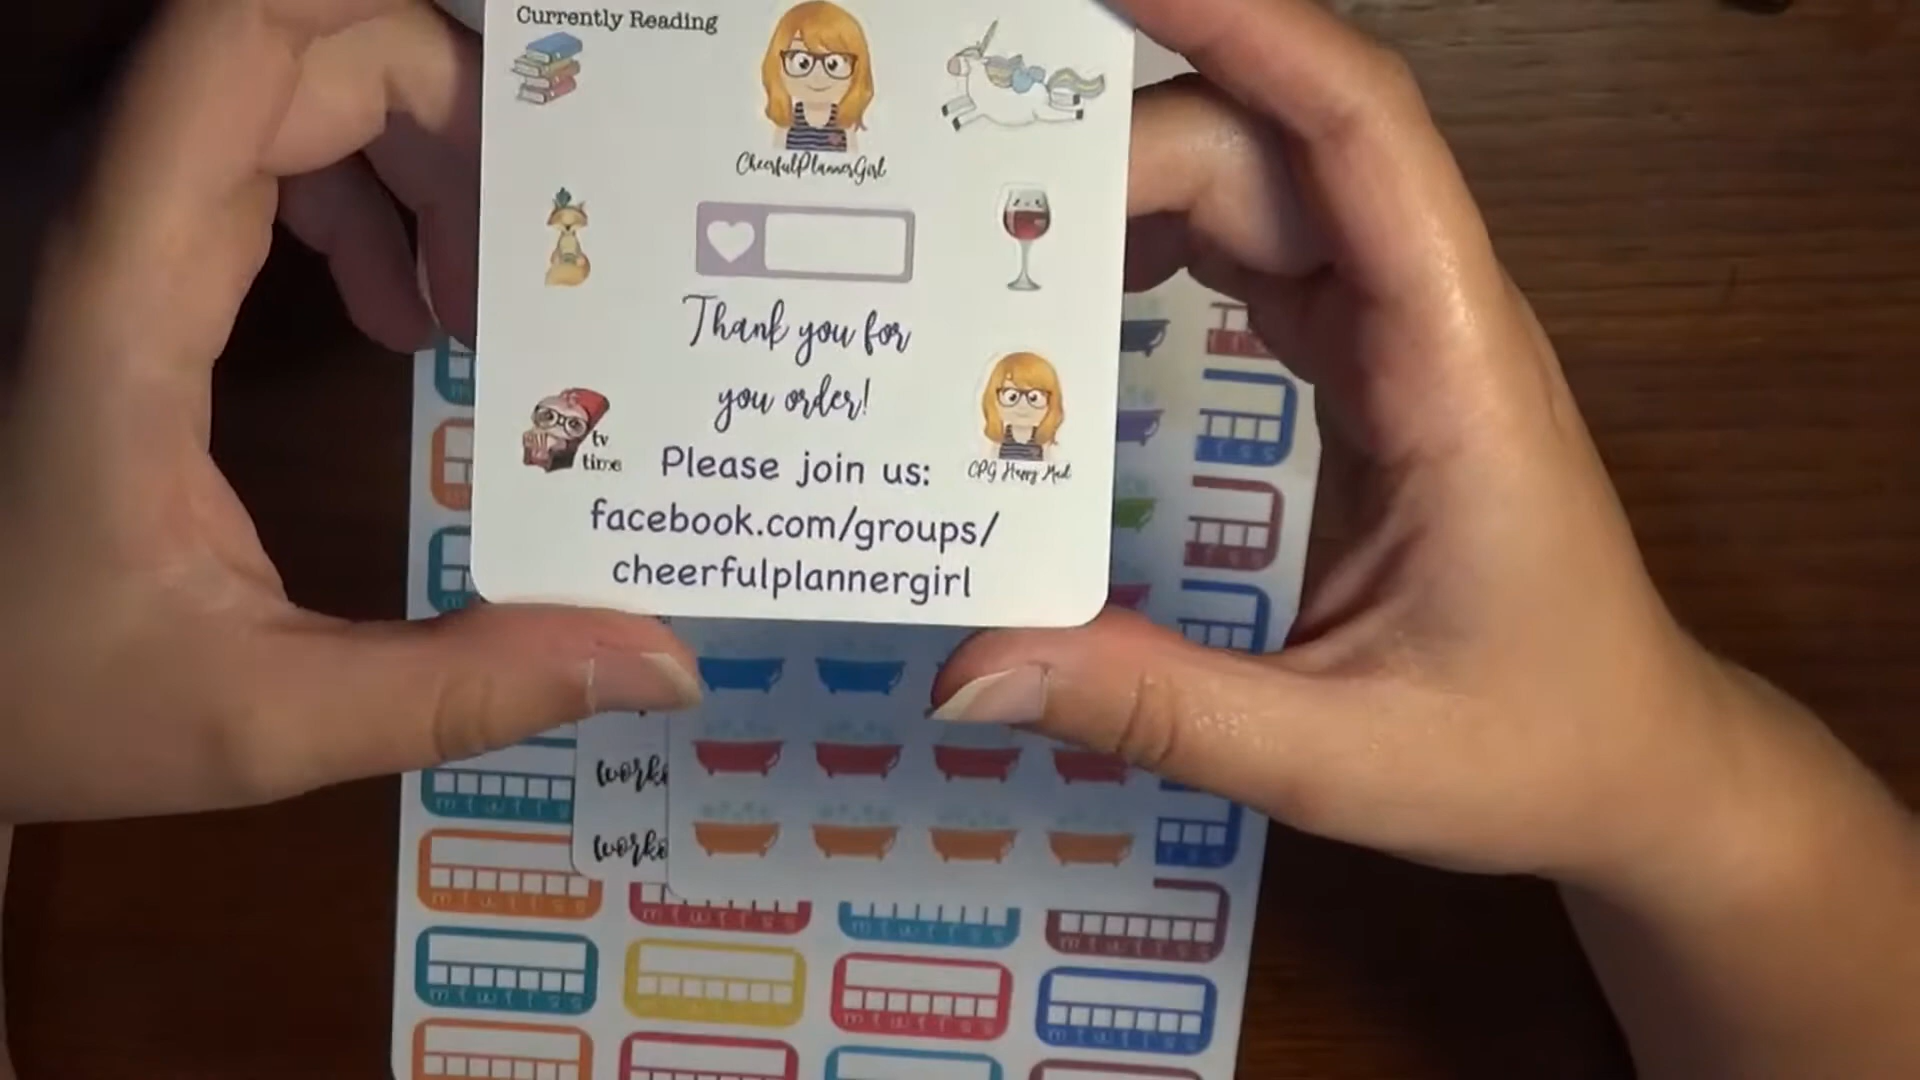 Currently Reading
CheerfulPlannerGirl
Thank you for
you order!
tv
time
Please join us:
CPG Happy Mail
facebook.com/groups/
cheerfulplannergirl
m t w t f s s
m t w t f s s
m t w t f s s
m t w t f s s
m t w t f s s
m t w t f s s
m t w t f s s
m t w t f s s